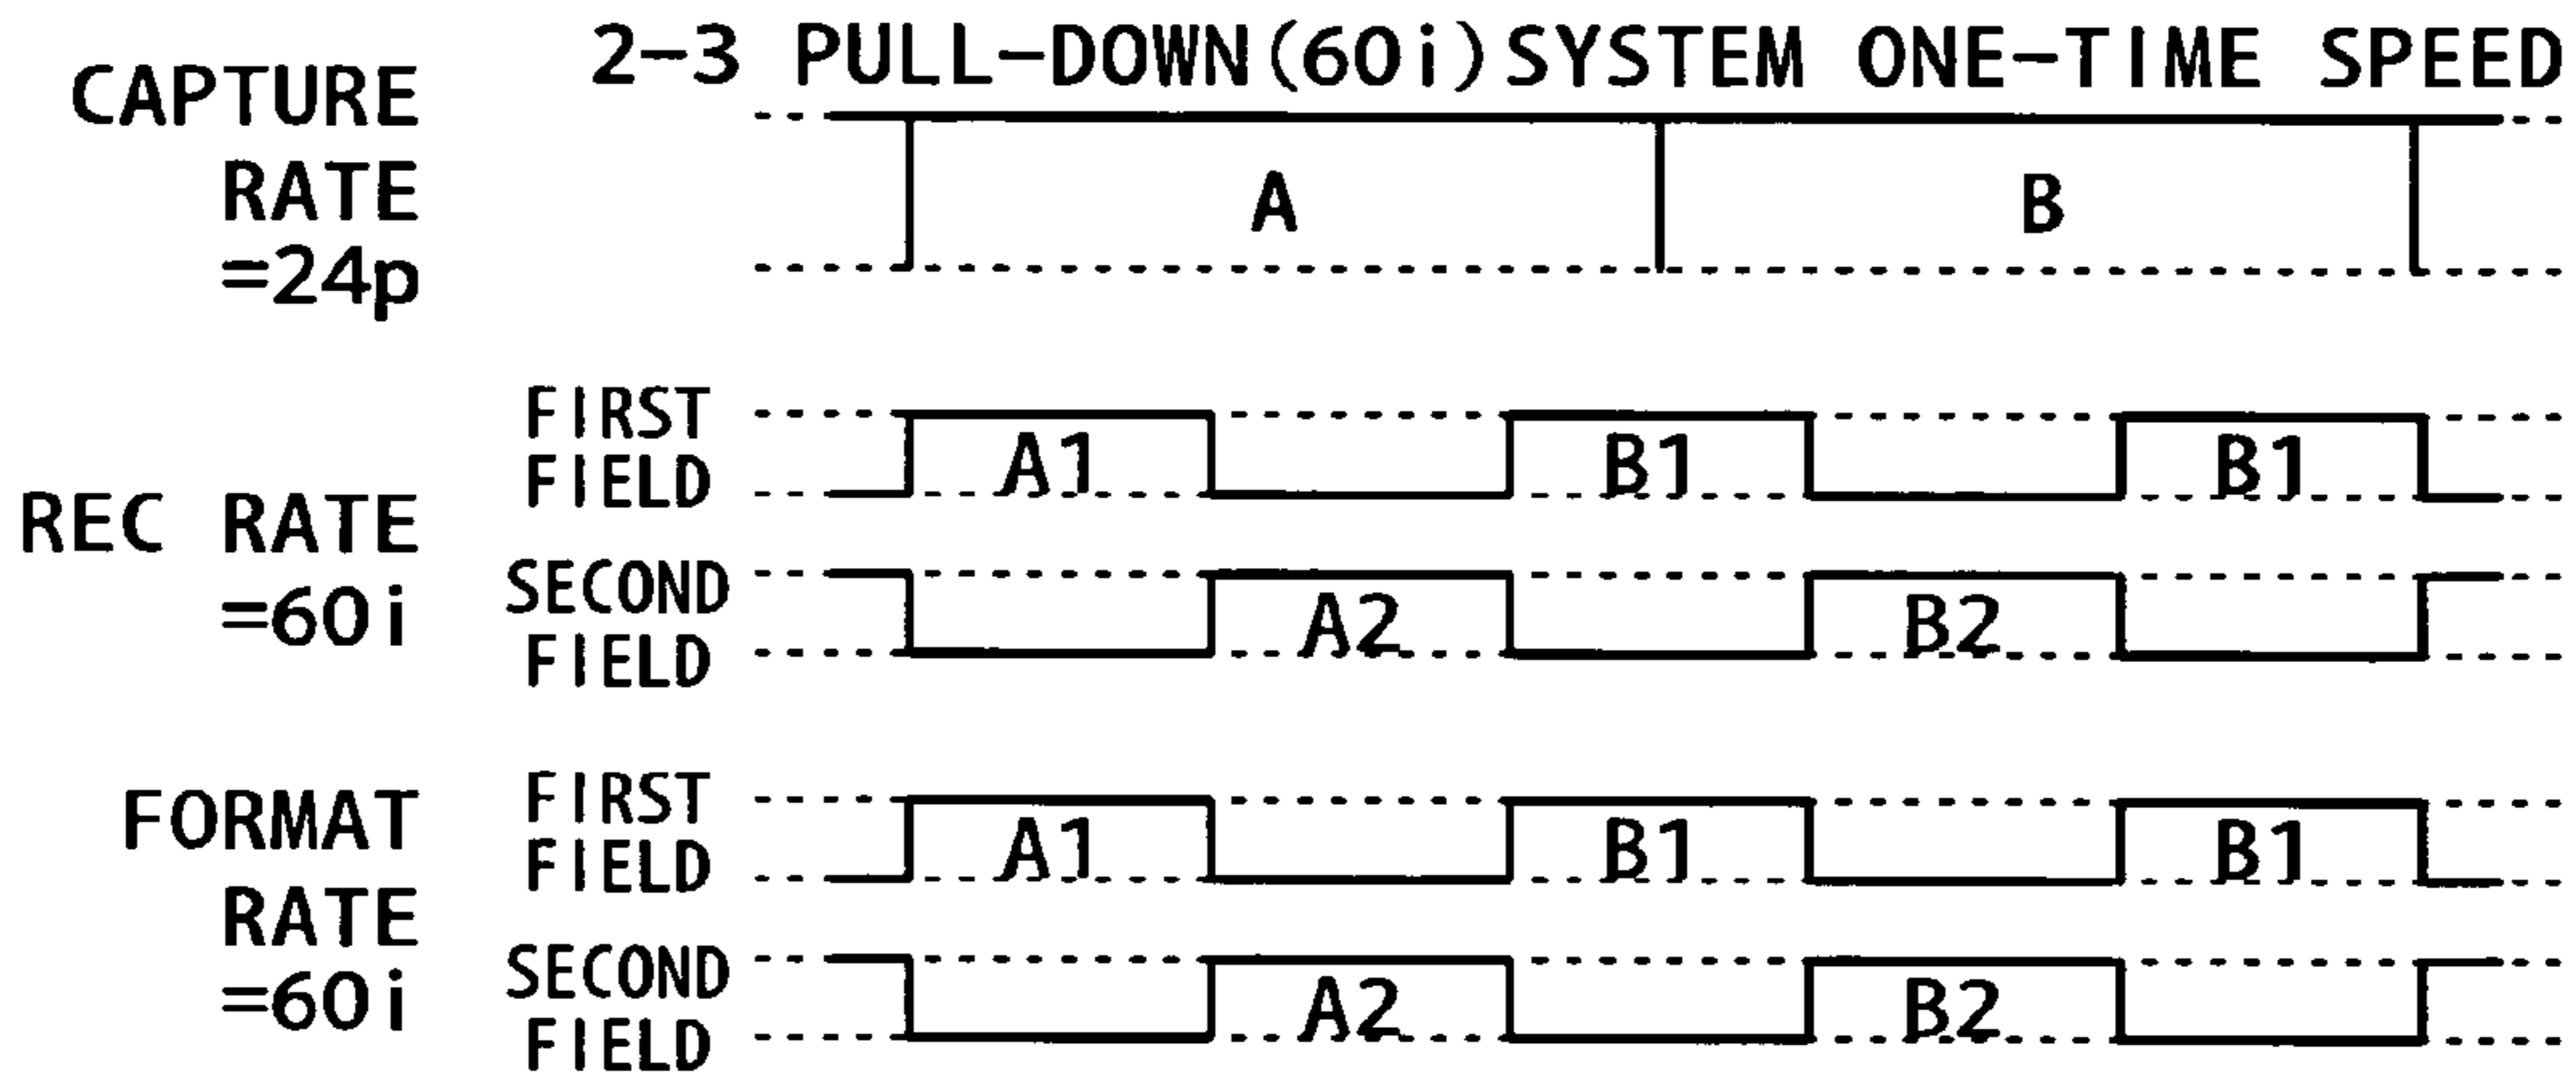 2-3 PULL-DOWN(60i)SYSTEM ONE-TIME SPEED
CAPTURE
RATE
=24p
A
B
REC RATE
=60i
FIRST
FIELD
A1
B1
B1
SECOND
FIELD
A2
B2
FORMAT
RATE
=60i
FIRST
FIELD
A1
B1
B1
SECOND
FIELD
A2
B2